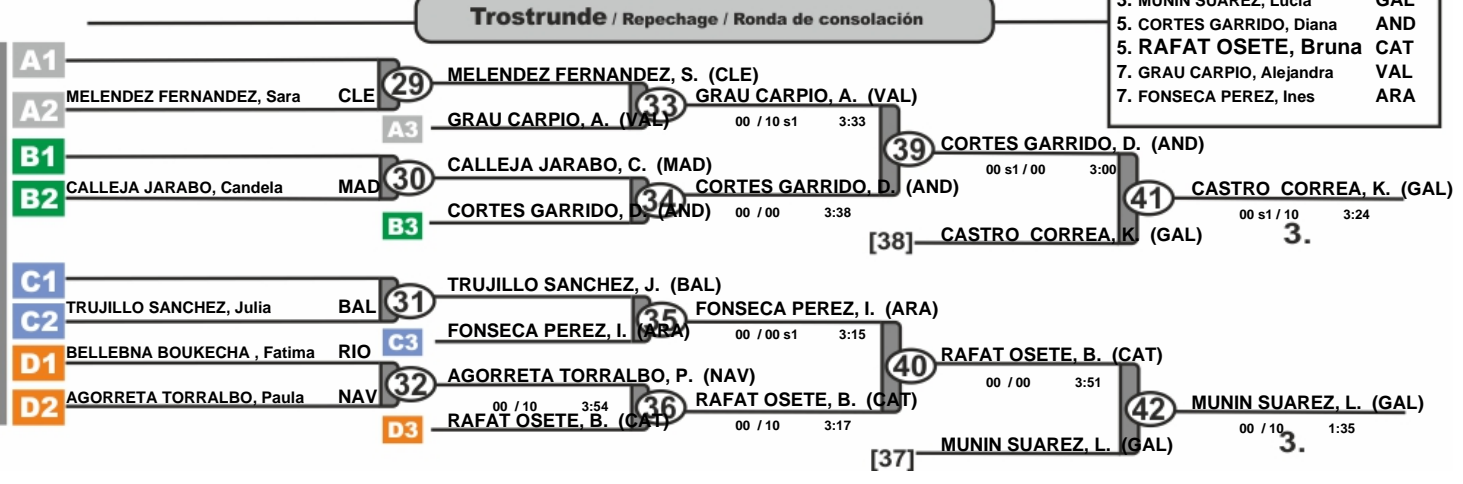 Trostrunde / Repechage / Ronda de consolación
3. MUNIN SUAREZ, Lucia GAL
5. CORTES GARRIDO, Diana AND
5. RAFAT OSETE, Bruna CAT
7. GRAU CARPIO, Alejandra VAL
7. FONSECA PEREZ, Ines ARA
A1
A2 MELENDEZ FERNANDEZ, Sara CLE
29
MELENDEZ FERNANDEZ, S. (CLE)
A3 GRAU CARPIO, A. (VAL)
33
GRAU CARPIO, A. (VAL)
00 / 10 s1 3:33
B1
B2 CALLEJA JARABO, Candela MAD
30
CALLEJA JARABO, C. (MAD)
B3 CORTES GARRIDO, D. (AND)
34
CORTES GARRIDO, D. (AND)
00 / 00 3:38
39
CORTES GARRIDO, D. (AND)
00 s1 / 00 3:00
[38] CASTRO CORREA, K. (GAL)
41
CASTRO CORREA, K. (GAL)
00 s1 / 10 3:24
3.
C1
C2 TRUJILLO SANCHEZ, Julia BAL
31
TRUJILLO SANCHEZ, J. (BAL)
C3 FONSECA PEREZ, I. (ARA)
35
FONSECA PEREZ, I. (ARA)
00 / 00 s1 3:15
D1 BELLEBNA BOUKECHA , Fatima RIO
D2 AGORRETA TORRALBO, Paula NAV
32
AGORRETA TORRALBO, P. (NAV)
00 / 10 3:54
D3 RAFAT OSETE, B. (CAT)
36
RAFAT OSETE, B. (CAT)
00 / 10 3:17
40
RAFAT OSETE, B. (CAT)
00 / 00 3:51
[37] MUNIN SUAREZ, L. (GAL)
42
MUNIN SUAREZ, L. (GAL)
00 / 10 1:35
3.